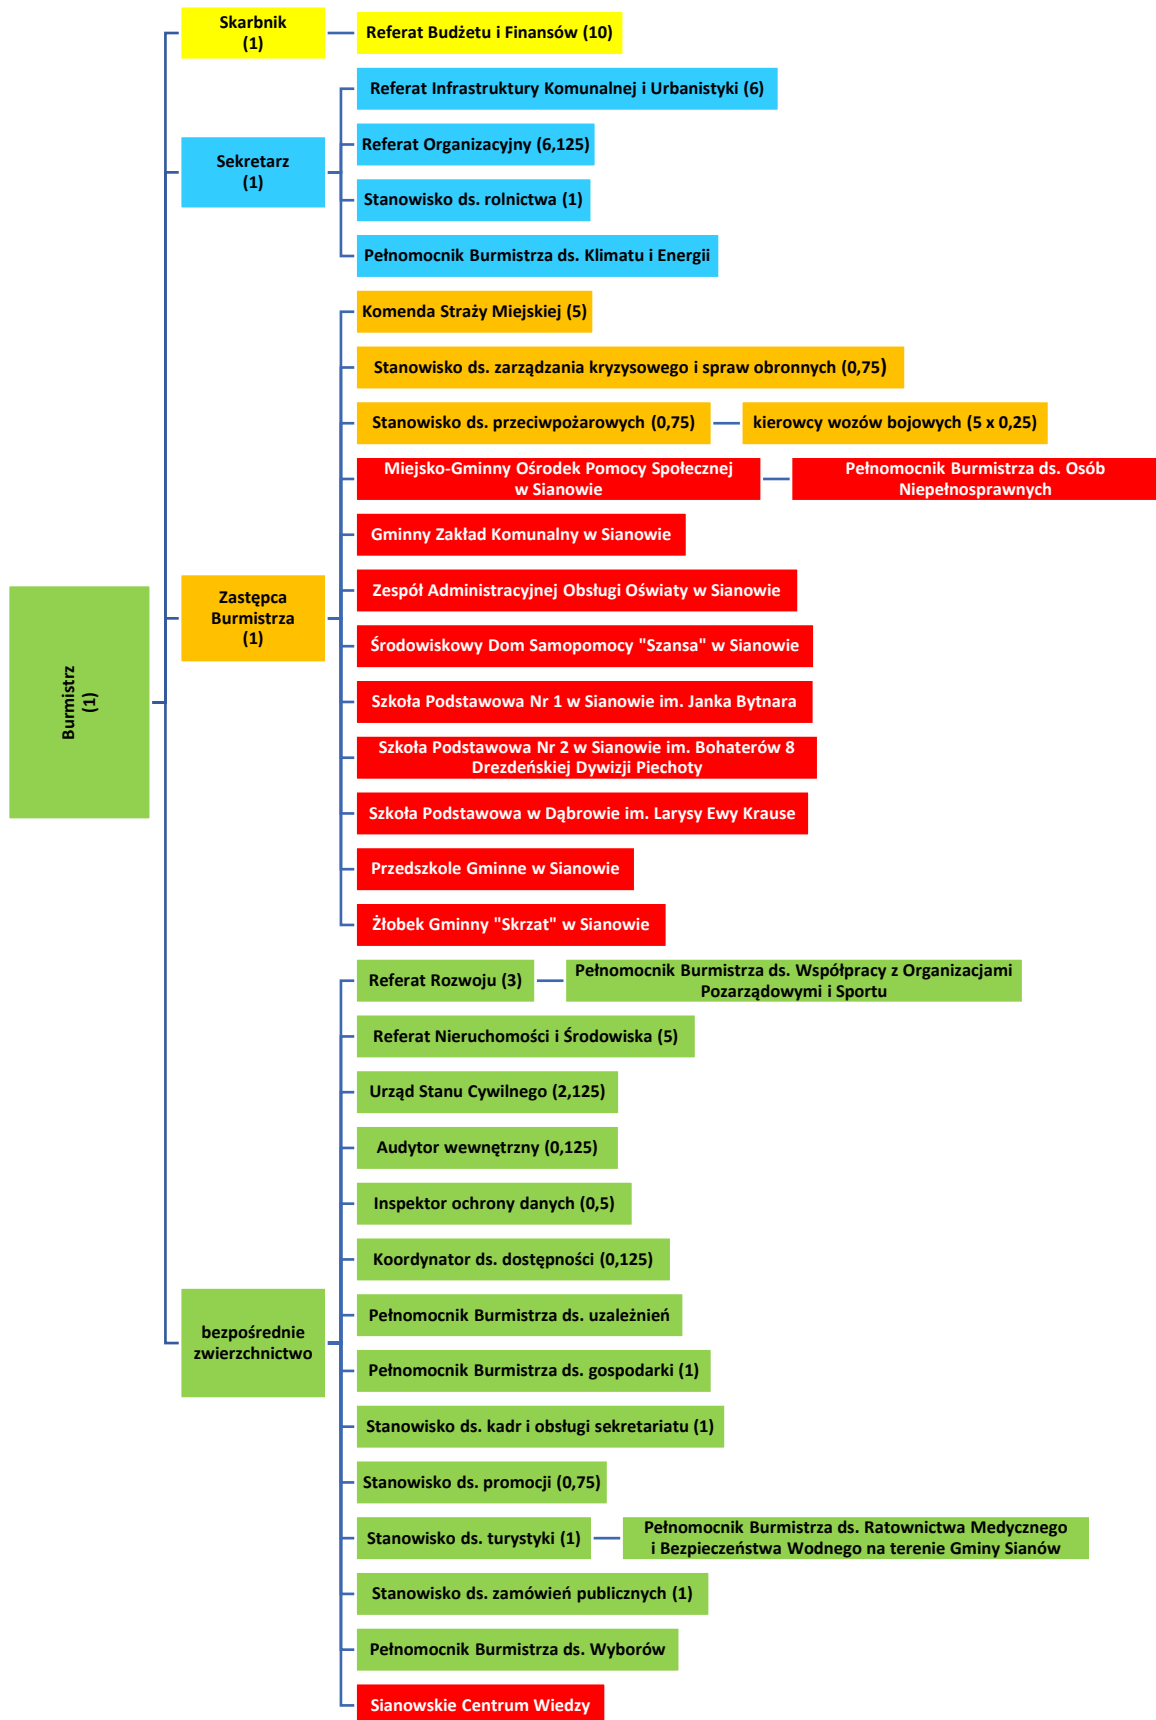 Skarbnik
(1)
Referat Budżetu i Finansów (10)
Referat Infrastruktury Komunalnej i Urbanistyki (6)
Referat Organizacyjny (6,125)
Sekretarz
(1)
Stanowisko ds. rolnictwa (1)
Pełnomocnik Burmistrza ds. Klimatu i Energii
Komenda Straży Miejskiej (5)
Stanowisko ds. zarządzania kryzysowego i spraw obronnych (0,75)
Stanowisko ds. przeciwpożarowych (0,75)
kierowcy wozów bojowych (5 x 0,25)
Miejsko-Gminny Ośrodek Pomocy Społecznej
w Sianowie
Pełnomocnik Burmistrza ds. Osób
Niepełnosprawnych
Gminny Zakład Komunalny w Sianowie
Zespół Administracyjnej Obsługi Oświaty w Sianowie
Zastępca
Burmistrza
(1)
Środowiskowy Dom Samopomocy "Szansa" w Sianowie
Burmistrz
(1)
Szkoła Podstawowa Nr 1 w Sianowie im. Janka Bytnara
Szkoła Podstawowa Nr 2 w Sianowie im. Bohaterów 8
Drezdeńskiej Dywizji Piechoty
Szkoła Podstawowa w Dąbrowie im. Larysy Ewy Krause
Przedszkole Gminne w Sianowie
Żłobek Gminny "Skrzat" w Sianowie
Referat Rozwoju (3)
Pełnomocnik Burmistrza ds. Współpracy z Organizacjami
Pozarządowymi i Sportu
Referat Nieruchomości i Środowiska (5)
Urząd Stanu Cywilnego (2,125)
Audytor wewnętrzny (0,125)
Inspektor ochrony danych (0,5)
Koordynator ds. dostępności (0,125)
Pełnomocnik Burmistrza ds. uzależnień
bezpośrednie
zwierzchnictwo
Pełnomocnik Burmistrza ds. gospodarki (1)
Stanowisko ds. kadr i obsługi sekretariatu (1)
Stanowisko ds. promocji (0,75)
Stanowisko ds. turystyki (1)
Pełnomocnik Burmistrza ds. Ratownictwa Medycznego
i Bezpieczeństwa Wodnego na terenie Gminy Sianów
Stanowisko ds. zamówień publicznych (1)
Pełnomocnik Burmistrza ds. Wyborów
Sianowskie Centrum Wiedzy